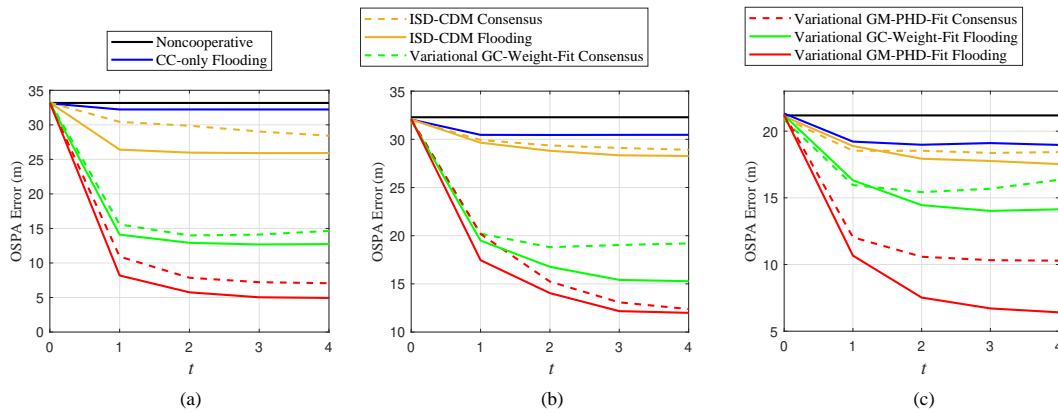 Noncooperative
CC-only Flooding
ISD-CDM Consensus
ISD-CDM Flooding
Variational GC-Weight-Fit Consensus
Variational GM-PHD-Fit Consensus
Variational GC-Weight-Fit Flooding
Variational GM-PHD-Fit Flooding
OSPA Error (m)
35
30
25
20
15
10
5
0
0 1 2 3 4
t
(a)
OSPA Error (m)
35
30
25
20
15
10
0 1 2 3 4
t
(b)
OSPA Error (m)
20
15
10
5
0 1 2 3 4
t
(c)